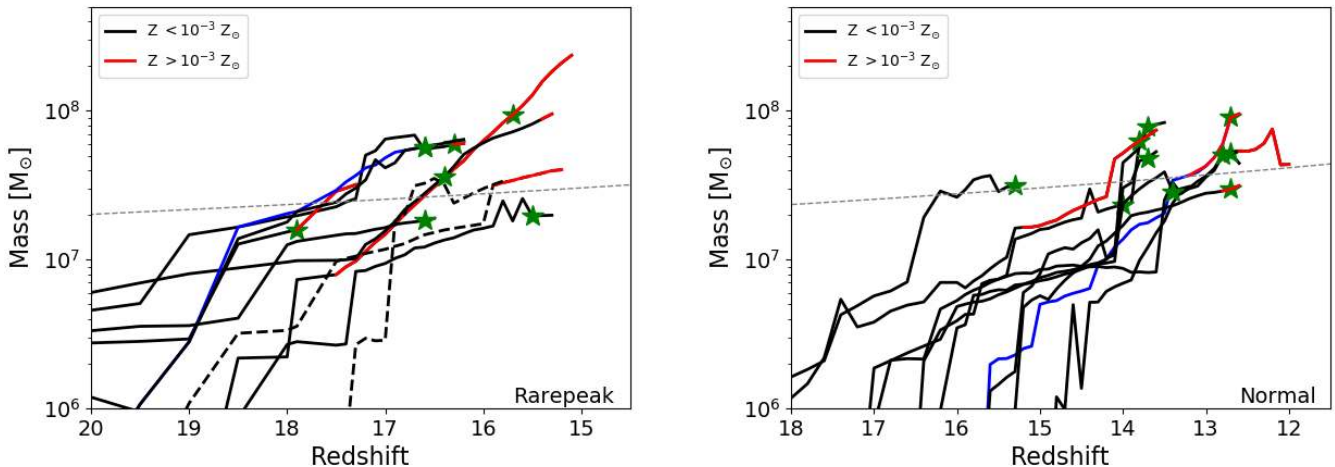 Z < 10⁻³ Z☉
Z > 10⁻³ Z☉
Mass [M☉]
10⁸
10⁷
10⁶
20 19 18 17 16 15
Redshift
Rarepeak
Z < 10⁻³ Z☉
Z > 10⁻³ Z☉
Mass [M☉]
10⁸
10⁷
10⁶
18 17 16 15 14 13 12
Redshift
Normal